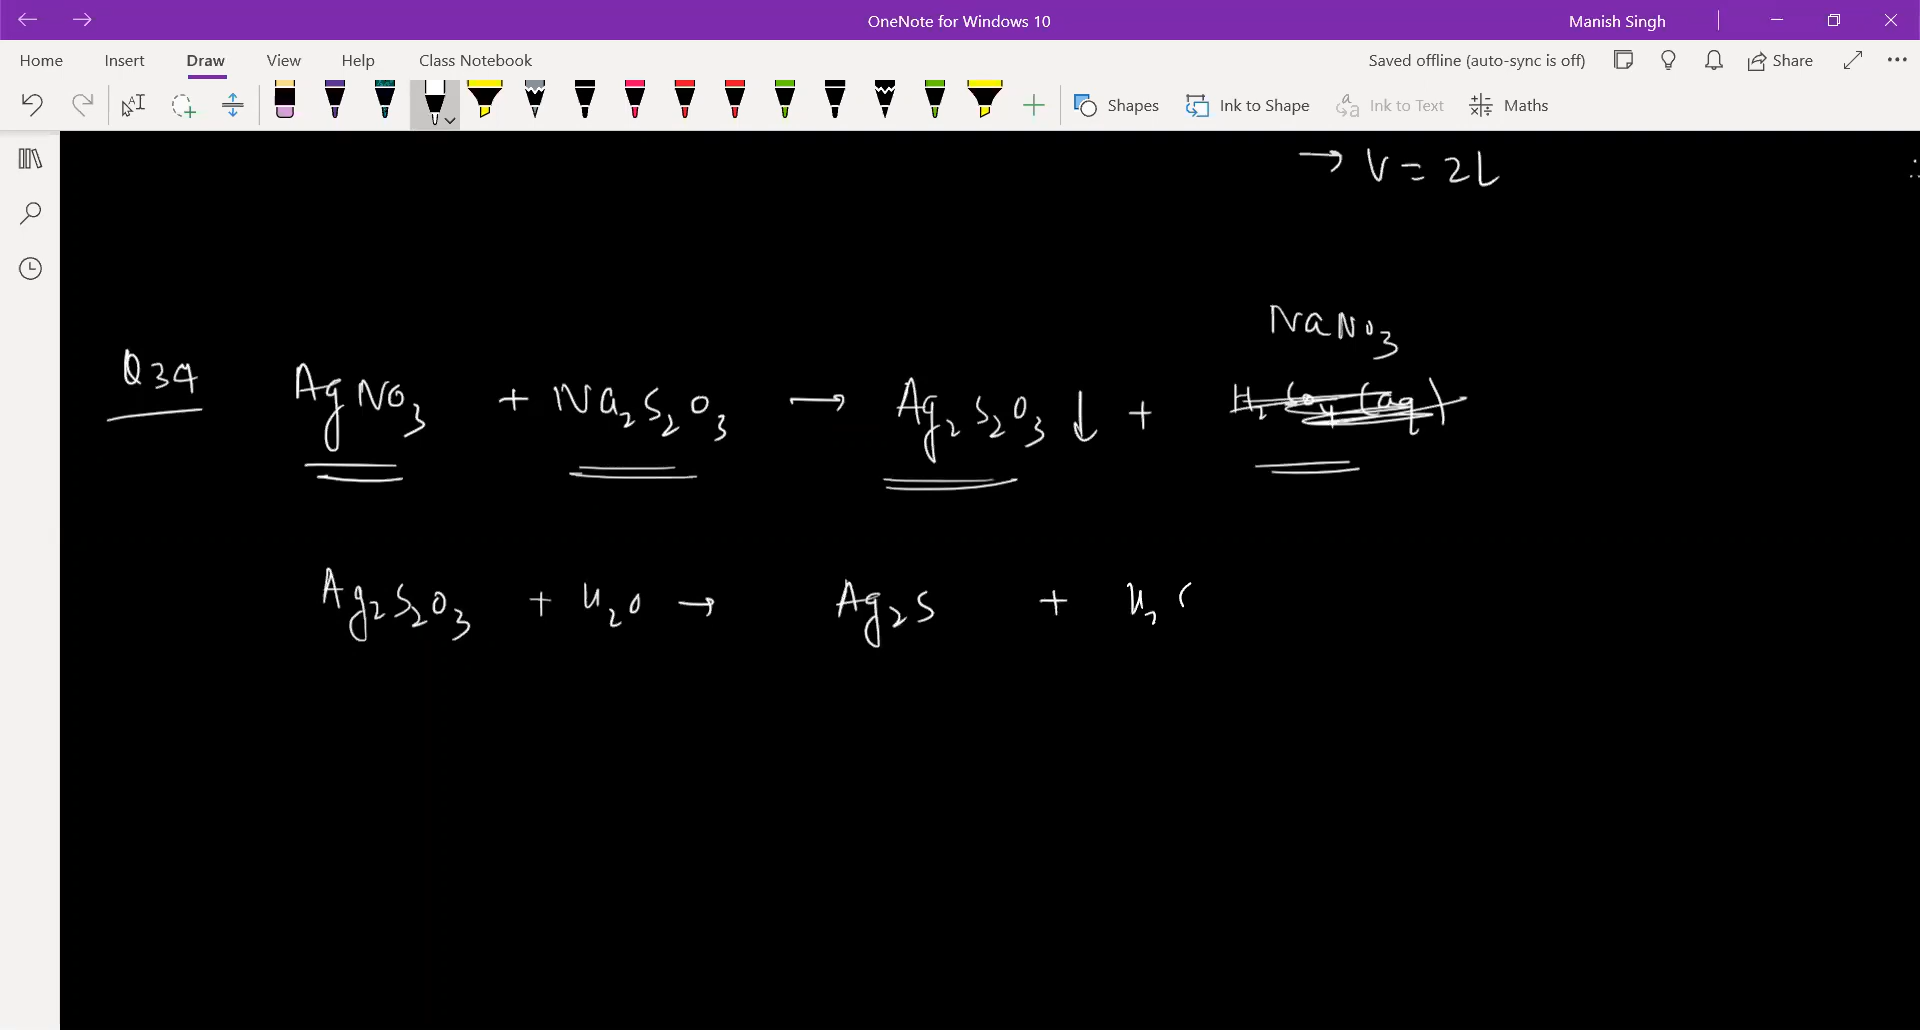 OneNote for Windows 10
Manish Singh
Home Insert Draw View Help Class Notebook
Saved offline (auto-sync is off) Share
Shapes Ink to Shape Ink to Text Maths
→ V = 2L
NaNO3
Q34 AgNO3 + Na2S2O3 → Ag2S2O3 ↓ +
Ag2S2O3 + H2O → Ag2S + H2